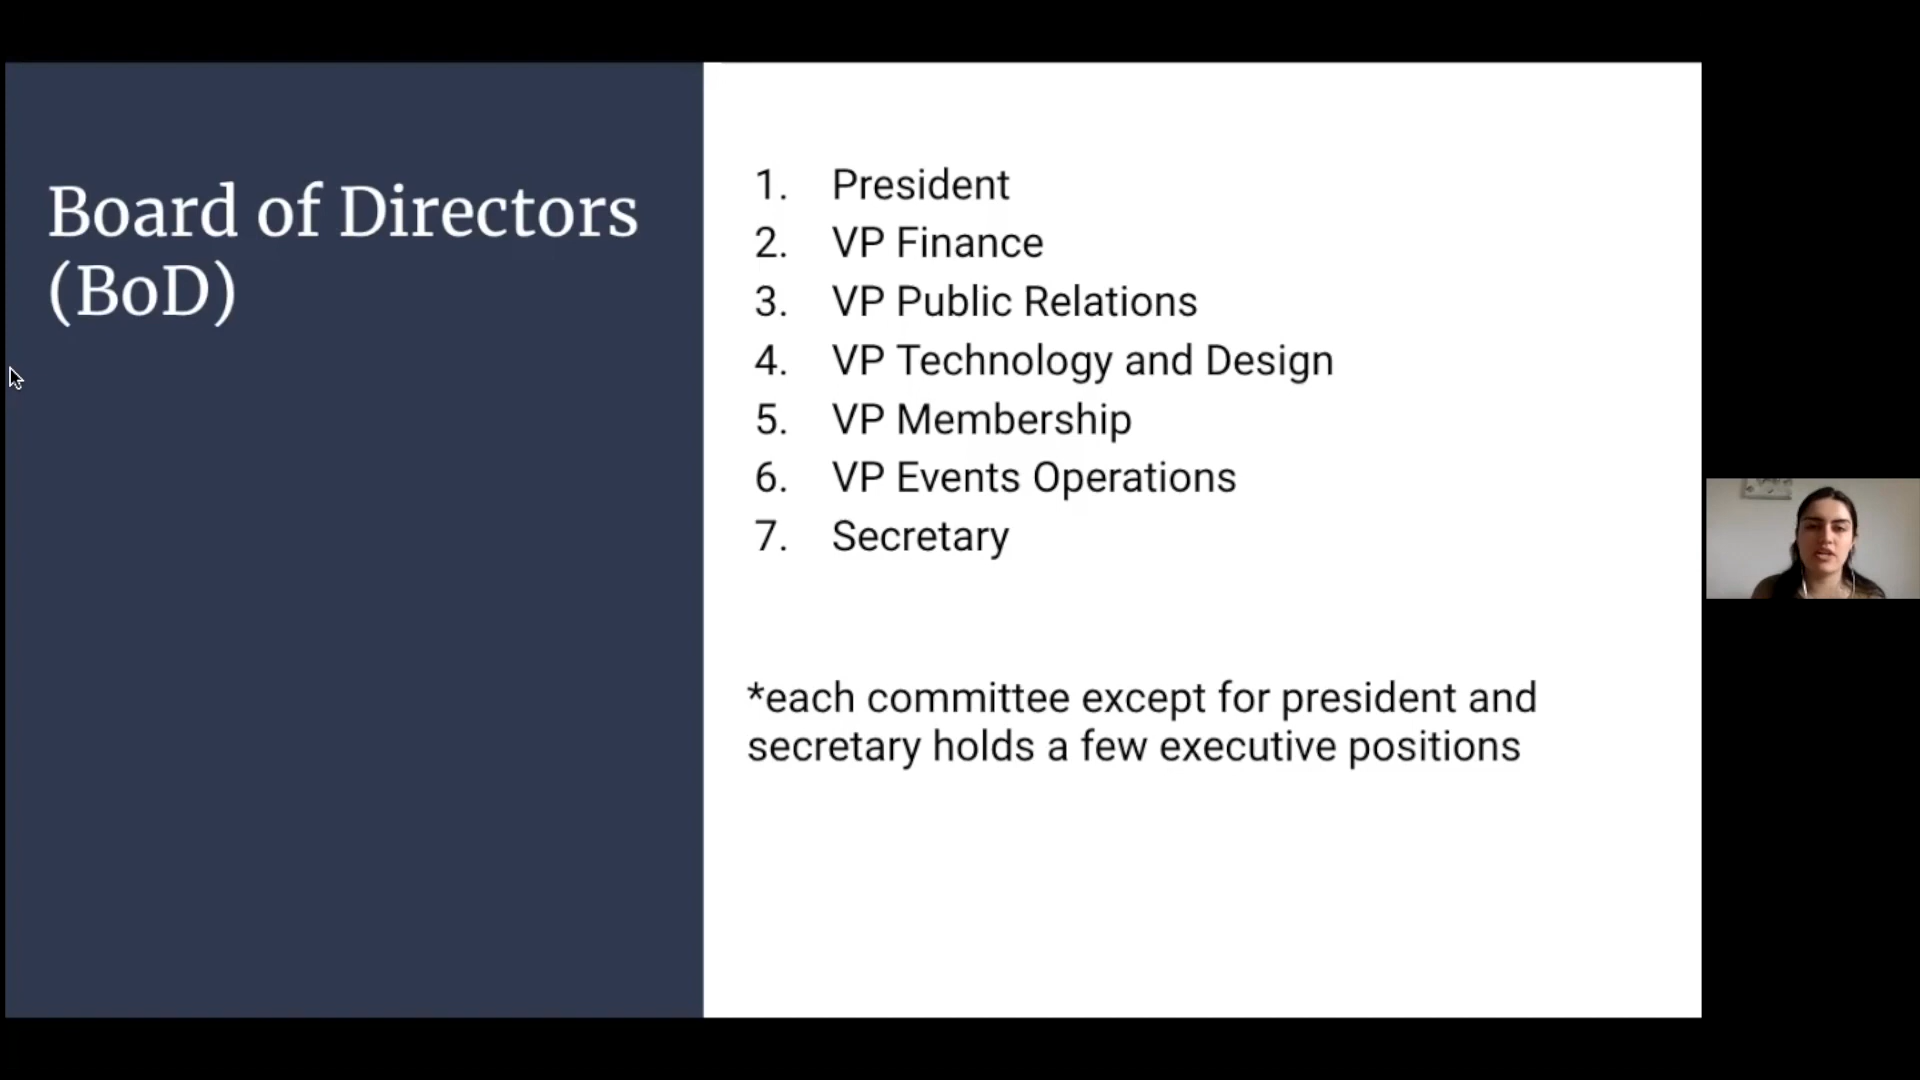 Board of Directors
(BoD)
1. President
2. VP Finance
3. VP Public Relations
4. VP Technology and Design
5. VP Membership
6. VP Events Operations
7. Secretary
*each committee except for president and
secretary holds a few executive positions